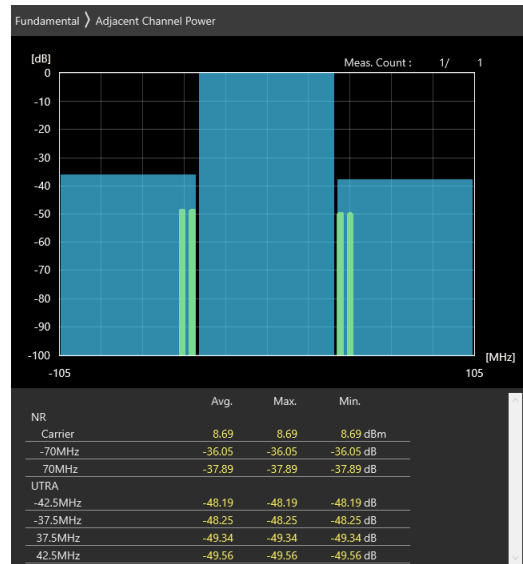 Fundamental 〉 Adjacent Channel Power
[dB]
Meas. Count : 1/ 1
0
-10
-20
-30
-40
-50
-60
-70
-80
-90
-100
[MHz]
-105 105
Avg. Max. Min.
NR
Carrier 8.69 8.69 8.69 dBm
-70MHz -36.05 -36.05 -36.05 dB
70MHz -37.89 -37.89 -37.89 dB
UTRA
-42.5MHz -48.19 -48.19 -48.19 dB
-37.5MHz -48.25 -48.25 -48.25 dB
37.5MHz -49.34 -49.34 -49.34 dB
42.5MHz -49.56 -49.56 -49.56 dB